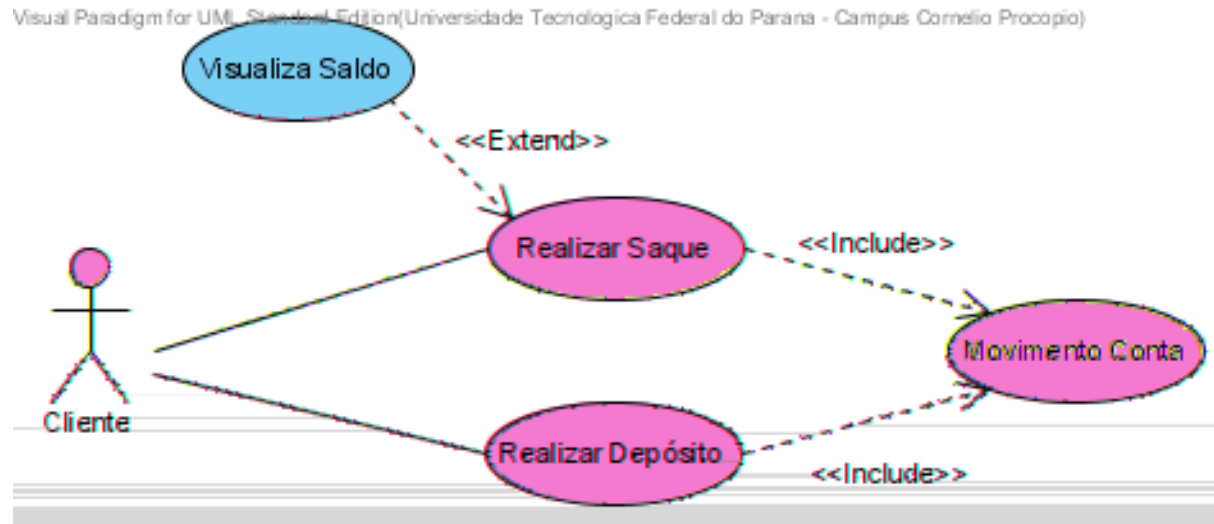 Visual Paradigm for UML Standard Edition(Universidade Tecnologica Federal do Parana - Campus Cornelio Procopio)
Visualiza Saldo
<<Extend>>
Realizar Saque
<<Include>>
Movimento Conta
Cliente
Realizar Depósito
<<Include>>